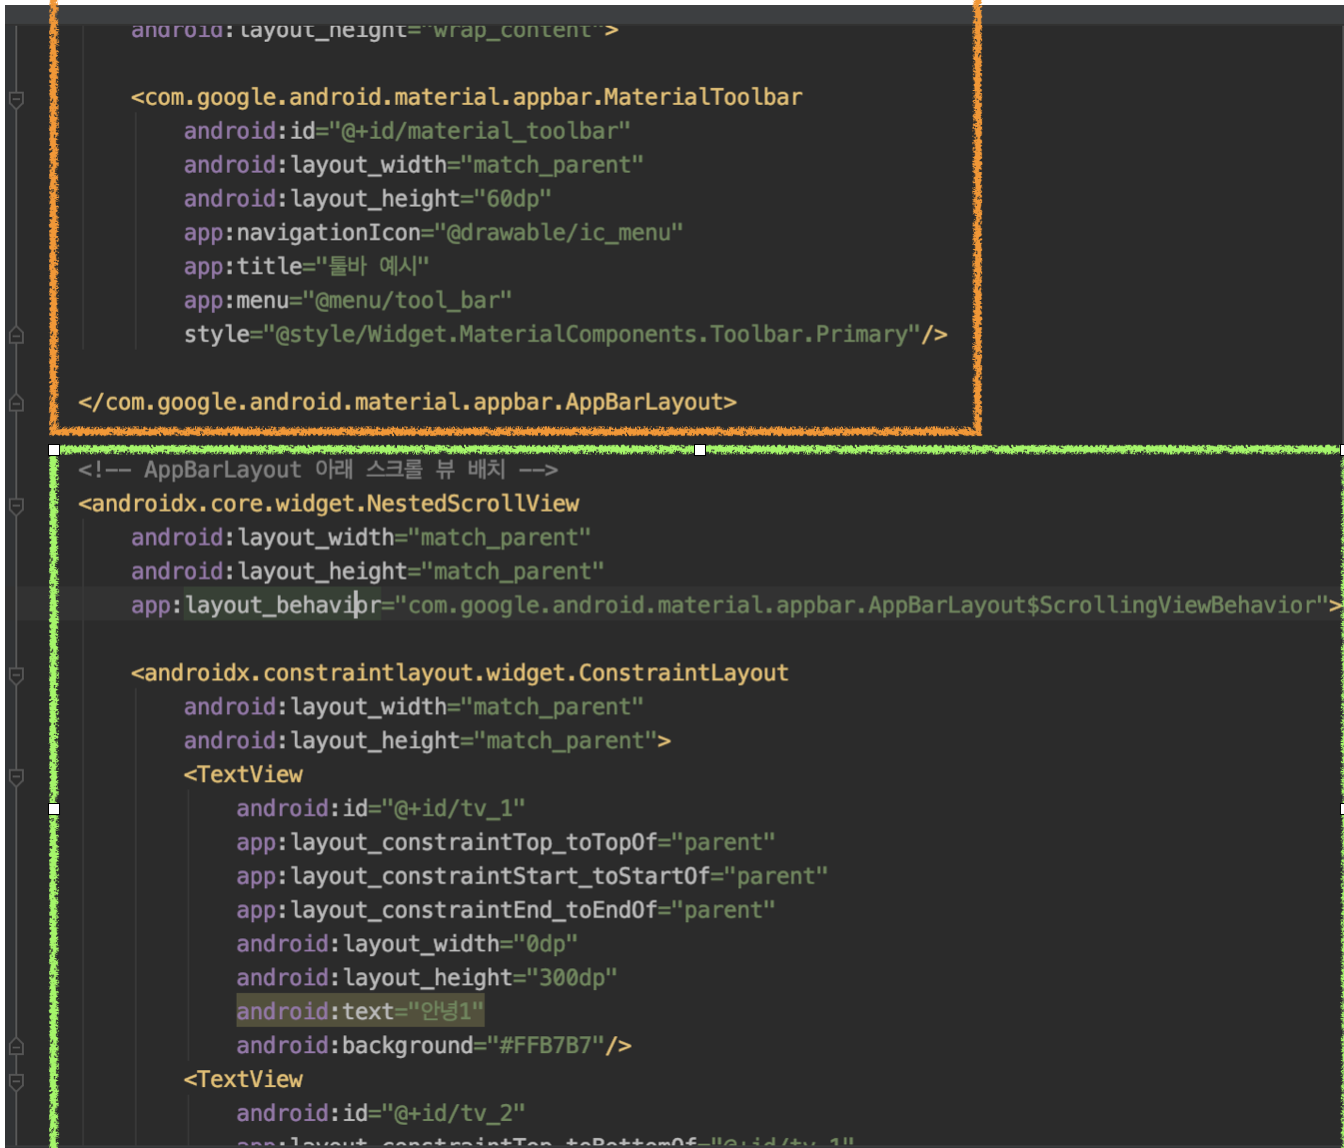 android:layout_height="wrap_content">
<com.google.android.material.appbar.MaterialToolbar
android:id="@+id/material_toolbar"
android:layout_width="match_parent"
android:layout_height="60dp"
app:navigationIcon="@drawable/ic_menu"
app:title="툴바 예시"
app:menu="@menu/tool_bar"
style="@style/Widget.MaterialComponents.Toolbar.Primary"/>
</com.google.android.material.appbar.AppBarLayout>
<!-- AppBarLayout 아래 스크롤 뷰 배치 -->
<androidx.core.widget.NestedScrollView
android:layout_width="match_parent"
android:layout_height="match_parent"
app:layout_behavior="com.google.android.material.appbar.AppBarLayout$ScrollingViewBehavior">
<androidx.constraintlayout.widget.ConstraintLayout
android:layout_width="match_parent"
android:layout_height="match_parent">
<TextView
android:id="@+id/tv_1"
app:layout_constraintTop_toTopOf="parent"
app:layout_constraintStart_toStartOf="parent"
app:layout_constraintEnd_toEndOf="parent"
android:layout_width="0dp"
android:layout_height="300dp"
android:text="안녕1"
android:background="#FFB7B7"/>
<TextView
android:id="@+id/tv_2"
app:layout_constraintTop_toBottomOf="@+id/tv_1"